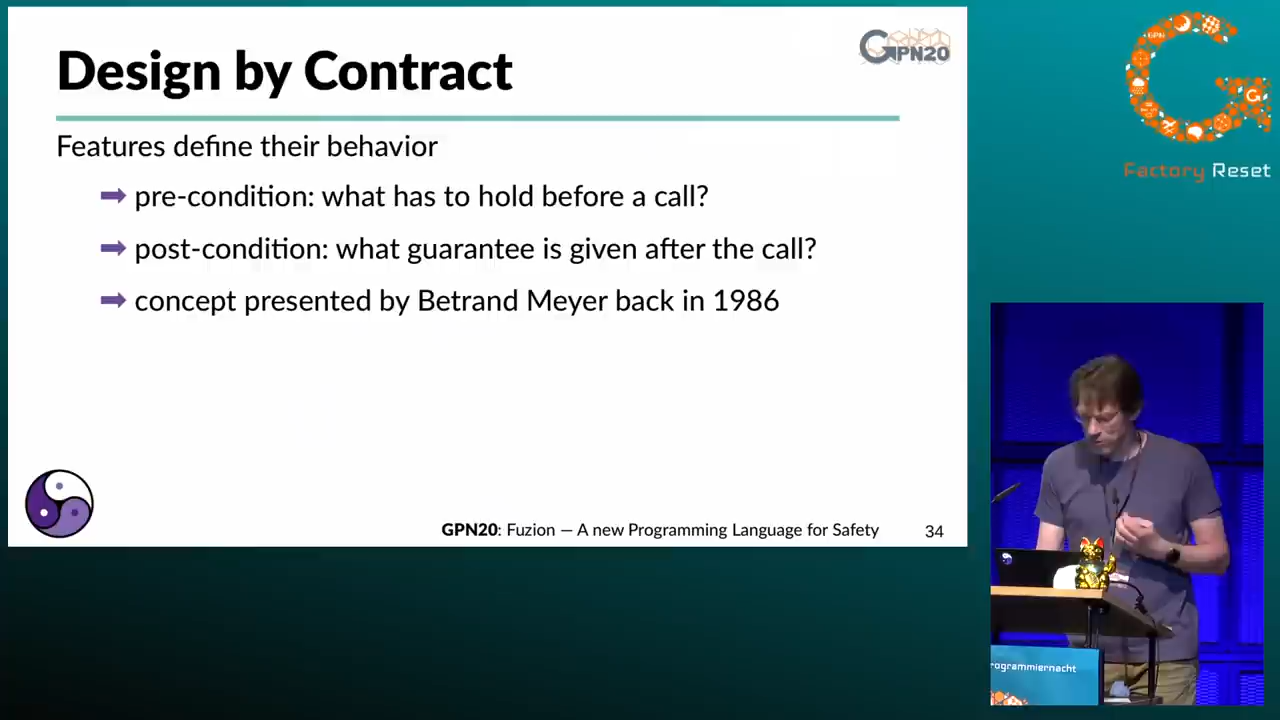 Design by Contract
GPN20
Features define their behavior
pre-condition: what has to hold before a call?
post-condition: what guarantee is given after the call?
concept presented by Betrand Meyer back in 1986
GPN20: Fuzion — A new Programming Language for Safety
34
Factory Reset
rogrammiernacht